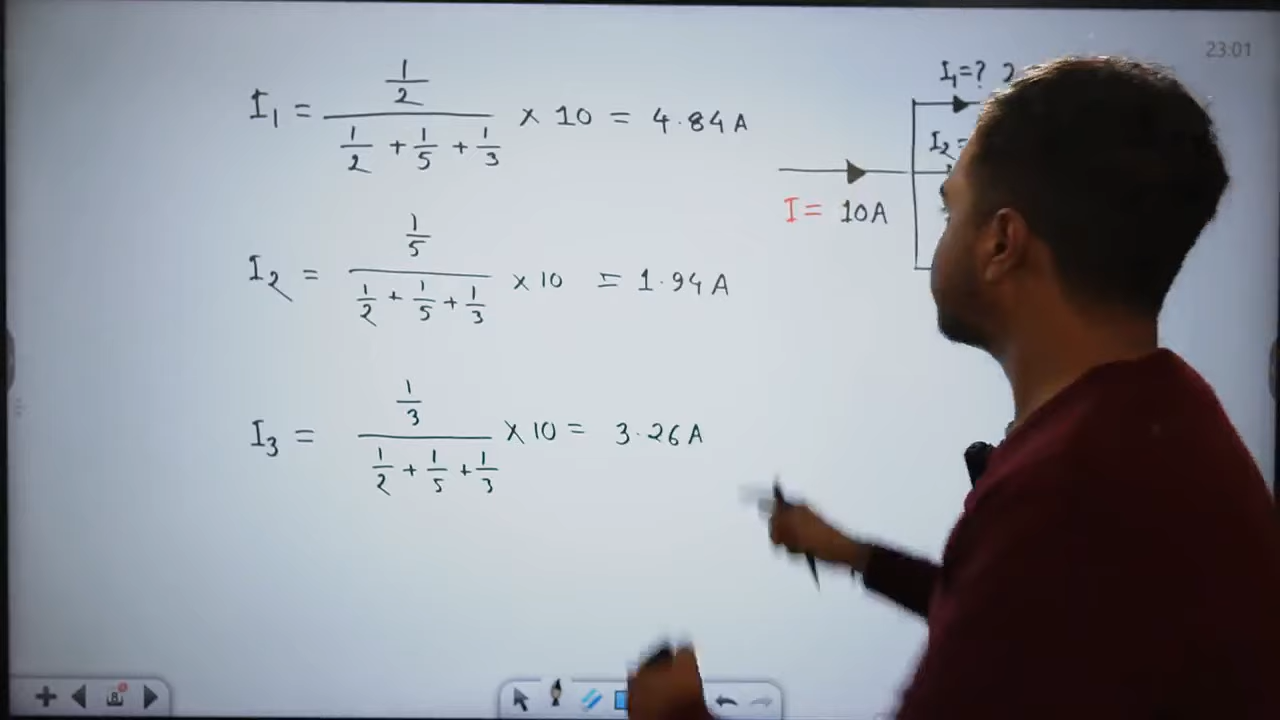 23:01
I₁ = (1/2)/(1/2 + 1/5 + 1/3) × 10 = 4.84 A
I₂ = (1/5)/(1/2 + 1/5 + 1/3) × 10 = 1.94 A
I₃ = (1/3)/(1/2 + 1/5 + 1/3) × 10 = 3.26 A
I₁=?
I₂=
I = 10A